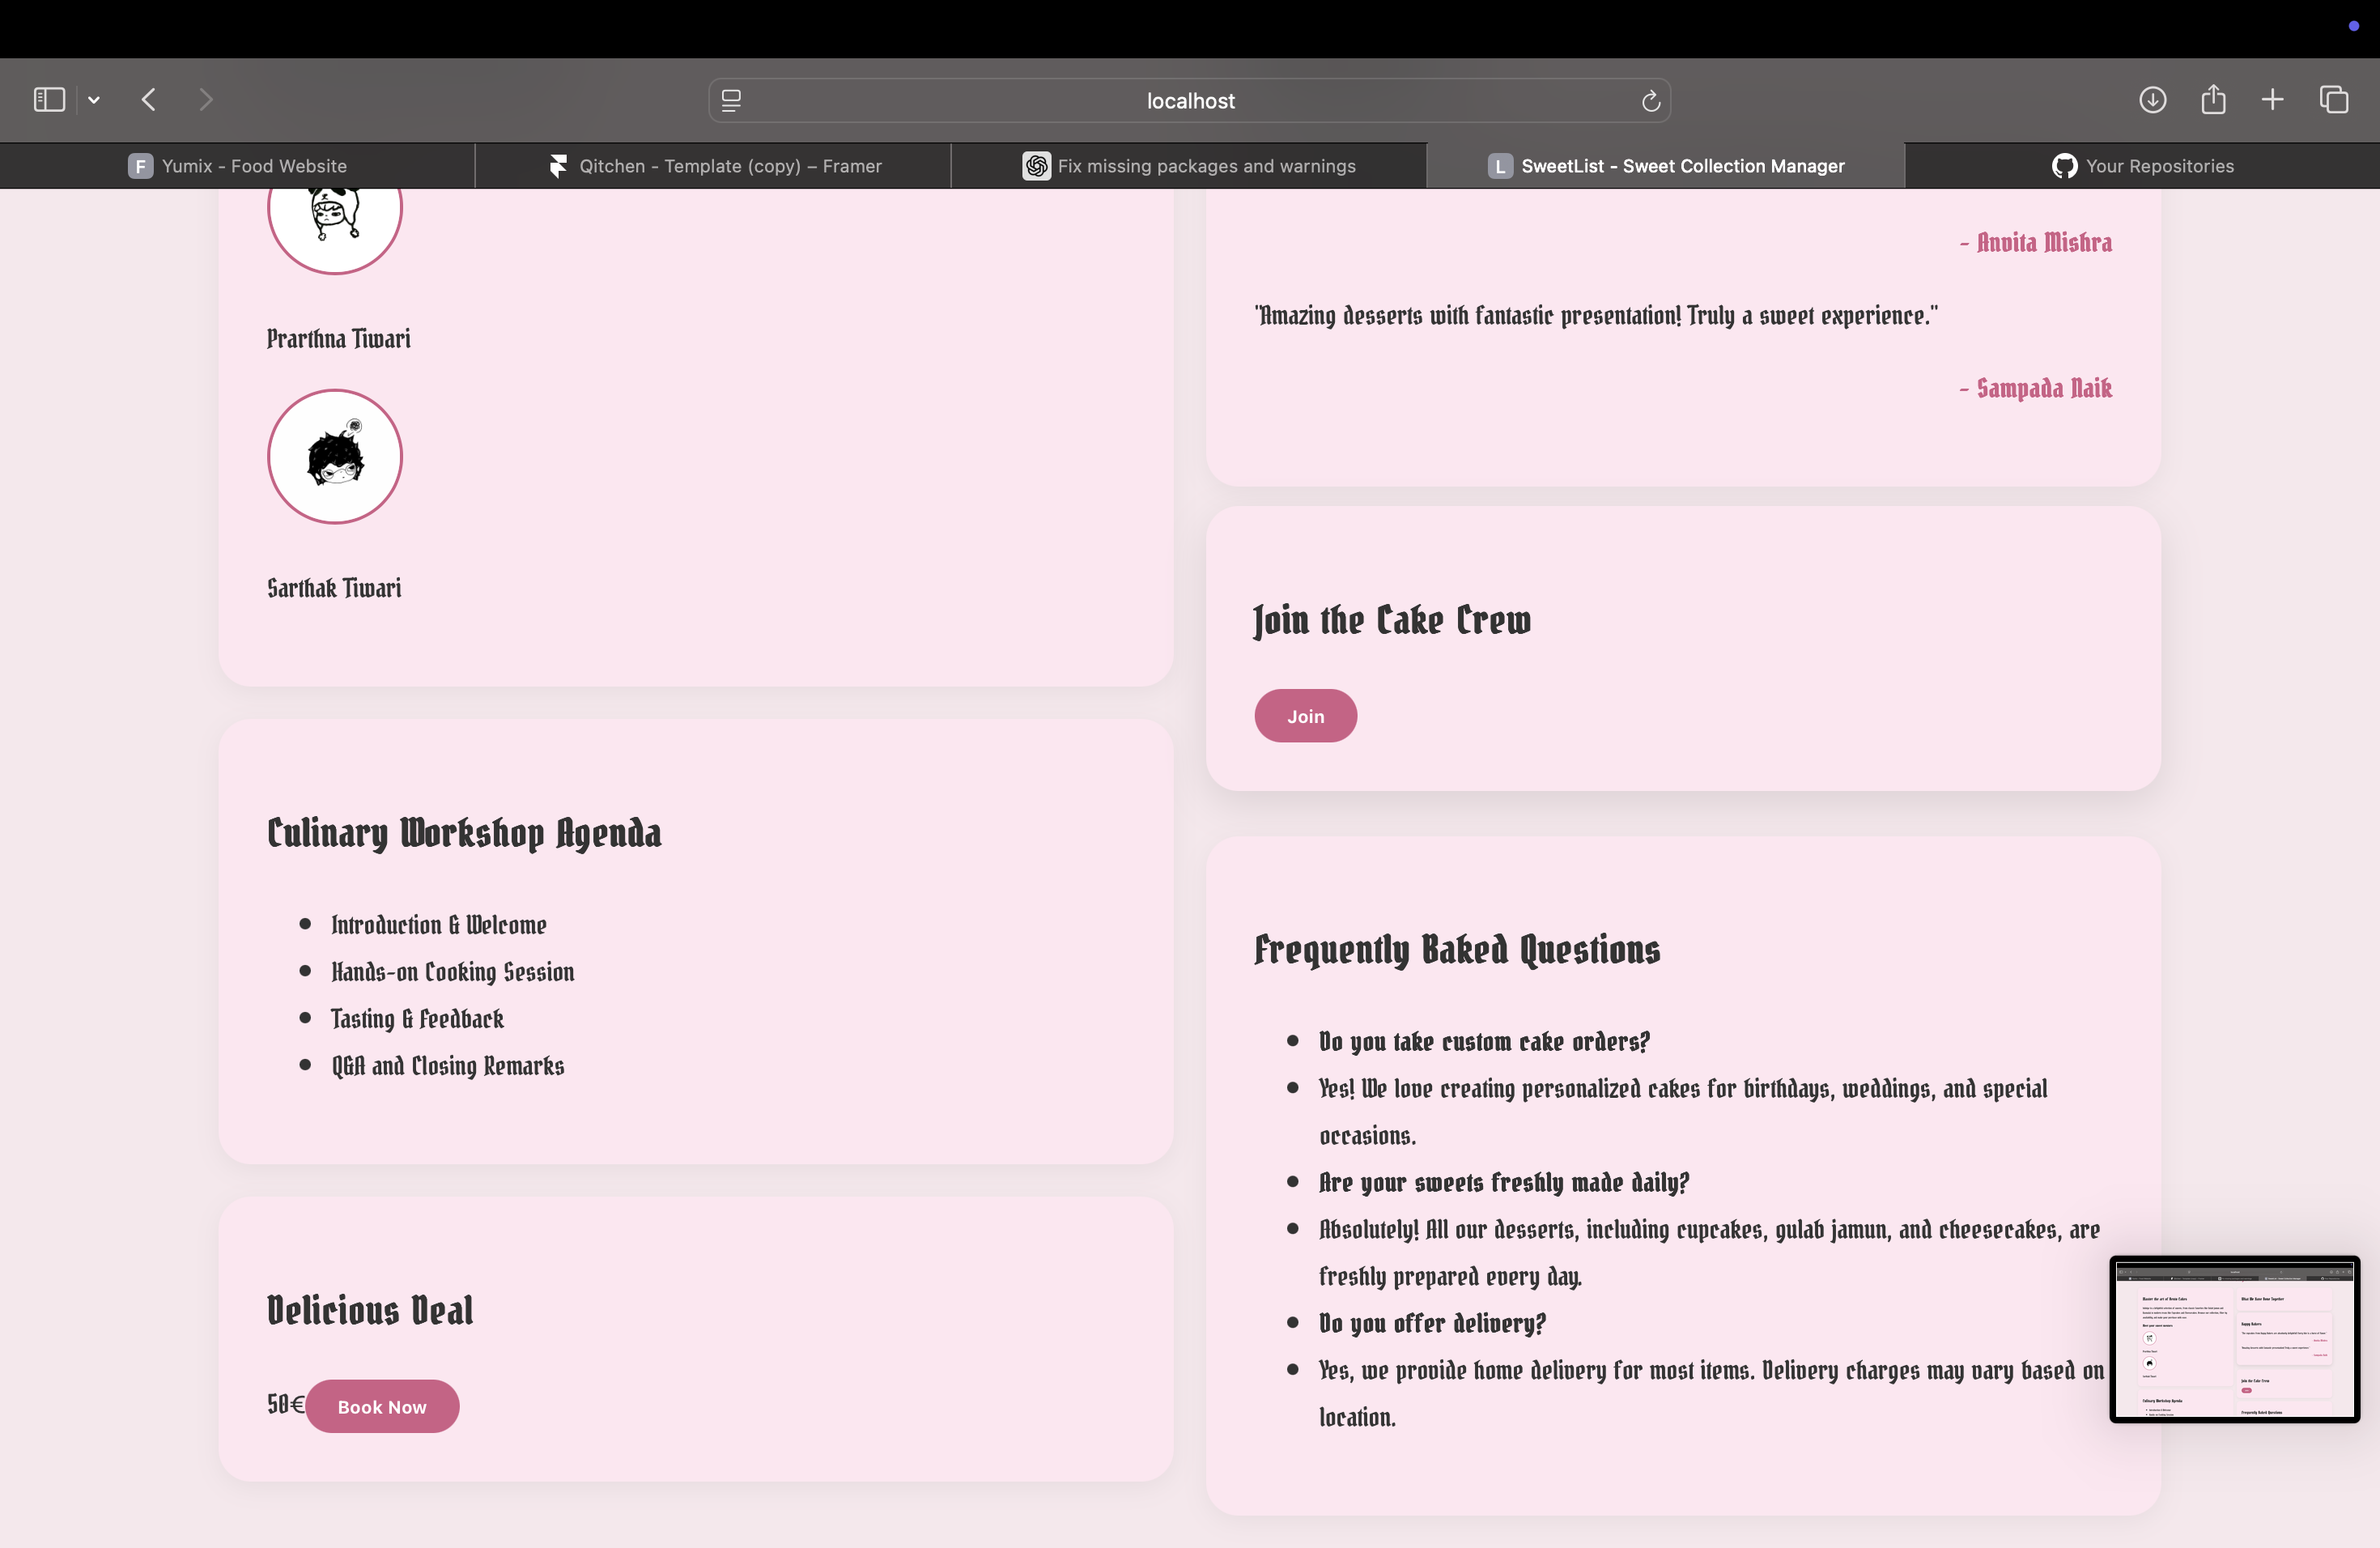 localhost
F Yumix - Food Website
Qitchen - Template (copy) – Framer
Fix missing packages and warnings
L SweetList - Sweet Collection Manager
Your Repositories
Prarthna Tiwari
Sarthak Tiwari
Culinary Workshop Agenda
Introduction & Welcome
Hands-on Cooking Session
Tasting & Feedback
Q&A and Closing Remarks
Delicious Deal
50€ Book Now
- Anvita Mishra
"Amazing desserts with fantastic presentation! Truly a sweet experience."
- Sampada Naik
Join the Cake Crew
Join
Frequently Baked Questions
Do you take custom cake orders?
Yes! We love creating personalized cakes for birthdays, weddings, and special
occasions.
Are your sweets freshly made daily?
Absolutely! All our desserts, including cupcakes, gulab jamun, and cheesecakes, are
freshly prepared every day.
Do you offer delivery?
Yes, we provide home delivery for most items. Delivery charges may vary based on
location.